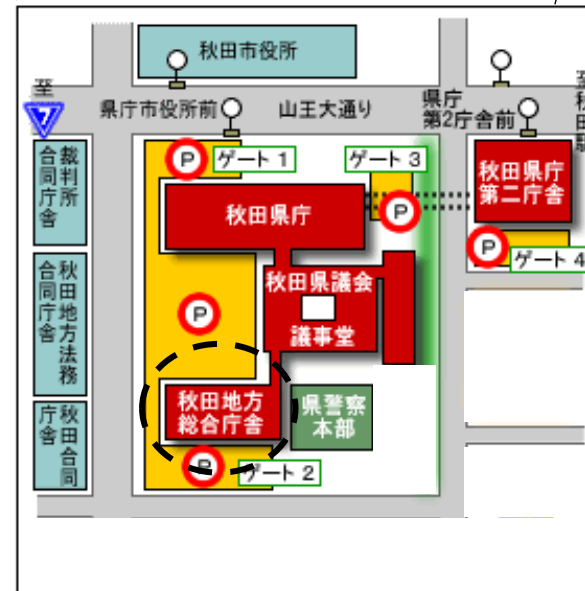 秋田市役所
至
7
県庁市役所前
山王大通り
県庁
第2庁舎前
至秋田駅
裁判所
合同庁舎
P
ゲート 1
ゲート 3
P
秋田県庁
秋田県庁
第二庁舎
P
ゲート 4
秋田地方法務
合同庁舎
秋田県議会
議事堂
P
秋田地方
総合庁舎
県警察
本部
秋田合同
庁舎
P
ゲート 2